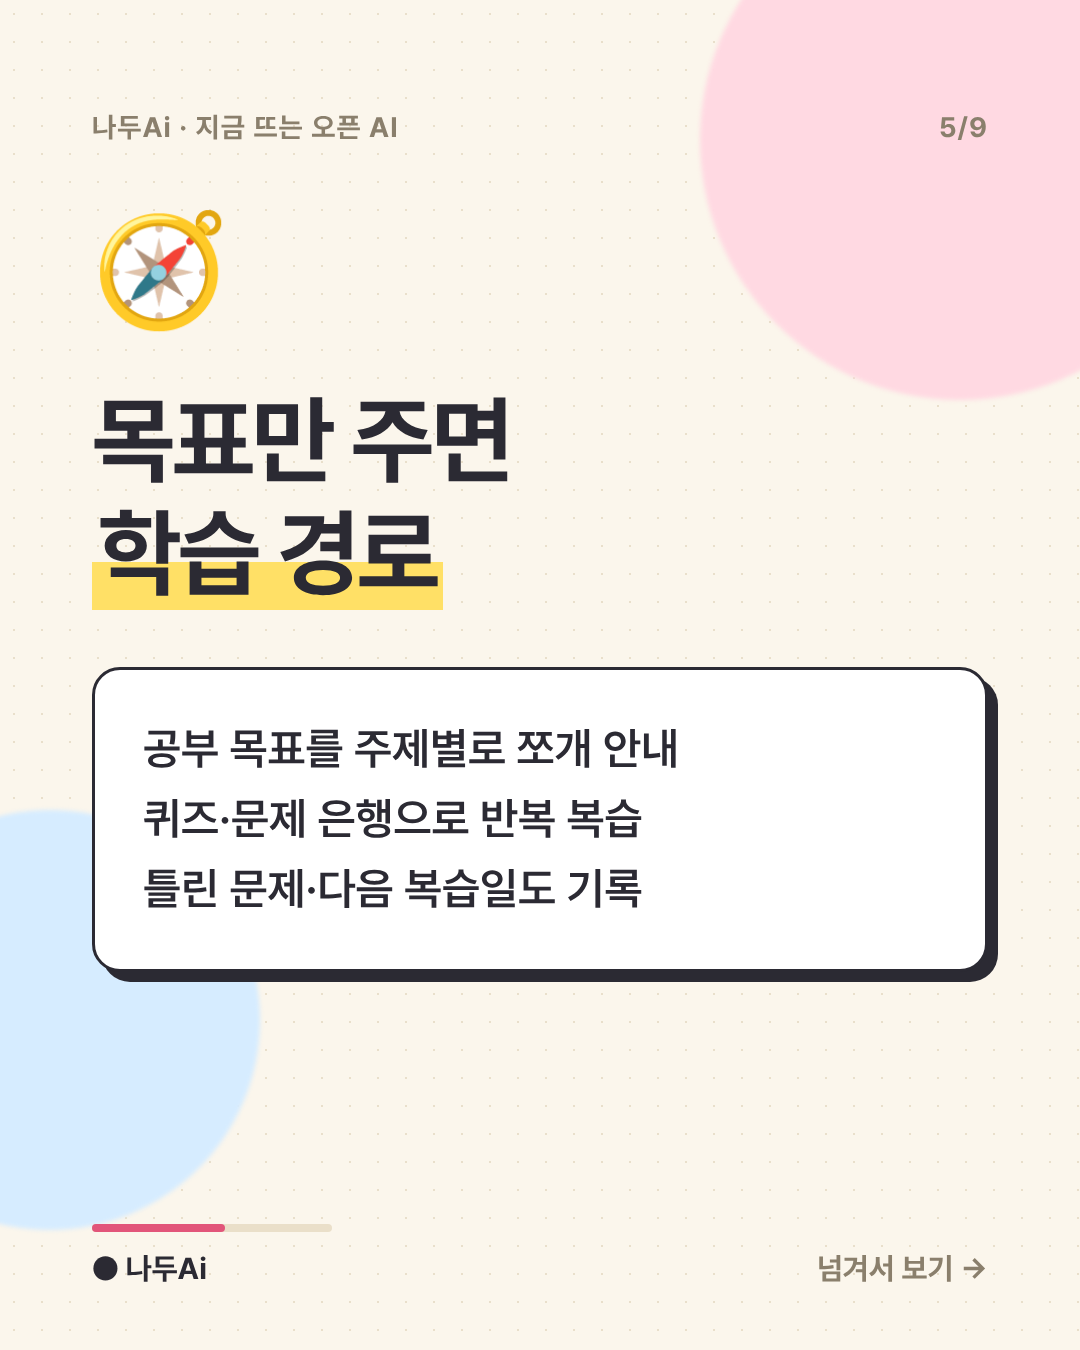 나두Ai · 지금 뜨는 오픈 AI
5/9
목표만 주면
학습 경로
공부 목표를 주제별로 쪼개 안내
퀴즈·문제 은행으로 반복 복습
틀린 문제·다음 복습일도 기록
나두Ai
넘겨서 보기 →